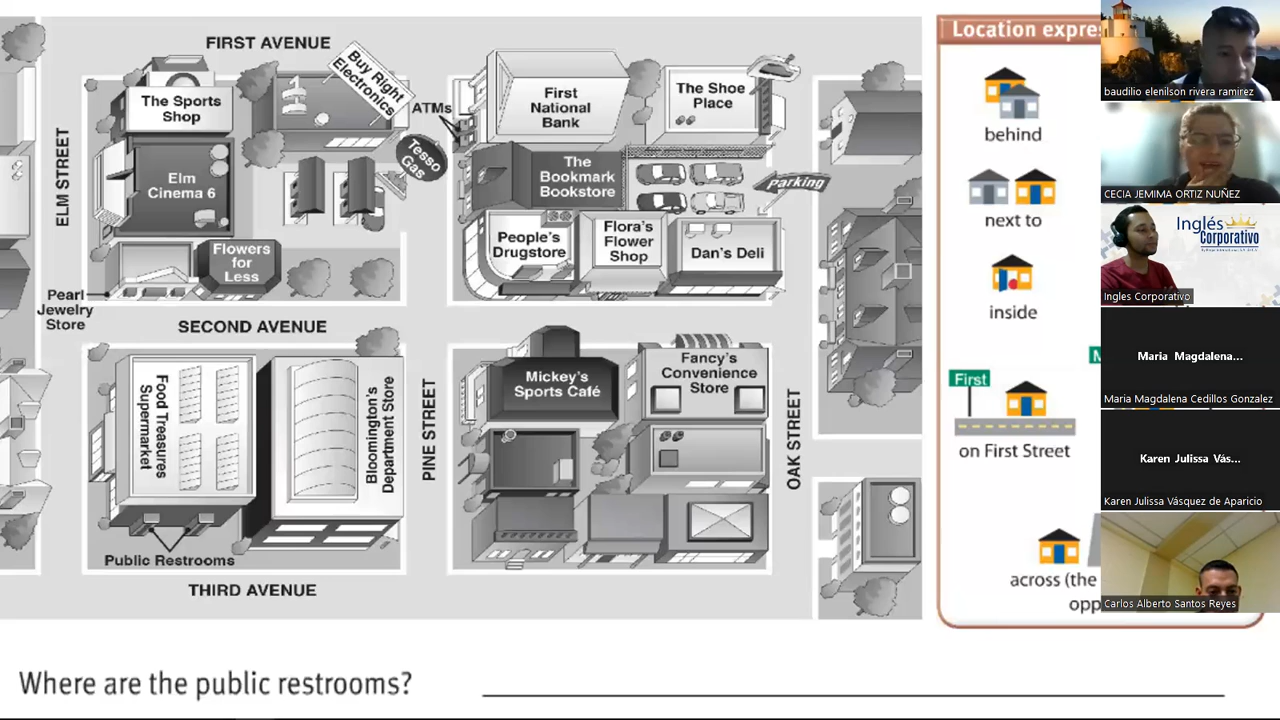 FIRST AVENUE
Buy Right
Electronics
The Sports
Shop
ATMs
First
National
Bank
The Shoe
Place
Tesso
Gas
ELM STREET
Elm
Cinema 6
The
Bookmark
Bookstore
Parking
Flowers
for
Less
People's
Drugstore
Flora's
Flower
Shop
Dan's Deli
Pearl
Jewelry
Store
SECOND AVENUE
Food Treasures
Supermarket
Bloomington's
Department Store
PINE STREET
Mickey's
Sports Café
Fancy's
Convenience
Store
OAK STREET
Public Restrooms
THIRD AVENUE
Location expre
behind
next to
inside
First
on First Street
across (the
opp
Where are the public restrooms?
baudilio elenilson rivera ramirez
CECIA JEMIMA ORTIZ NUÑEZ
Inglés
Corporativo
Ingles Corporativo
Maria Magdalena...
Maria Magdalena Cedillos Gonzalez
Karen Julissa Vás...
Karen Julissa Vásquez de Aparicio
Carlos Alberto Santos Reyes